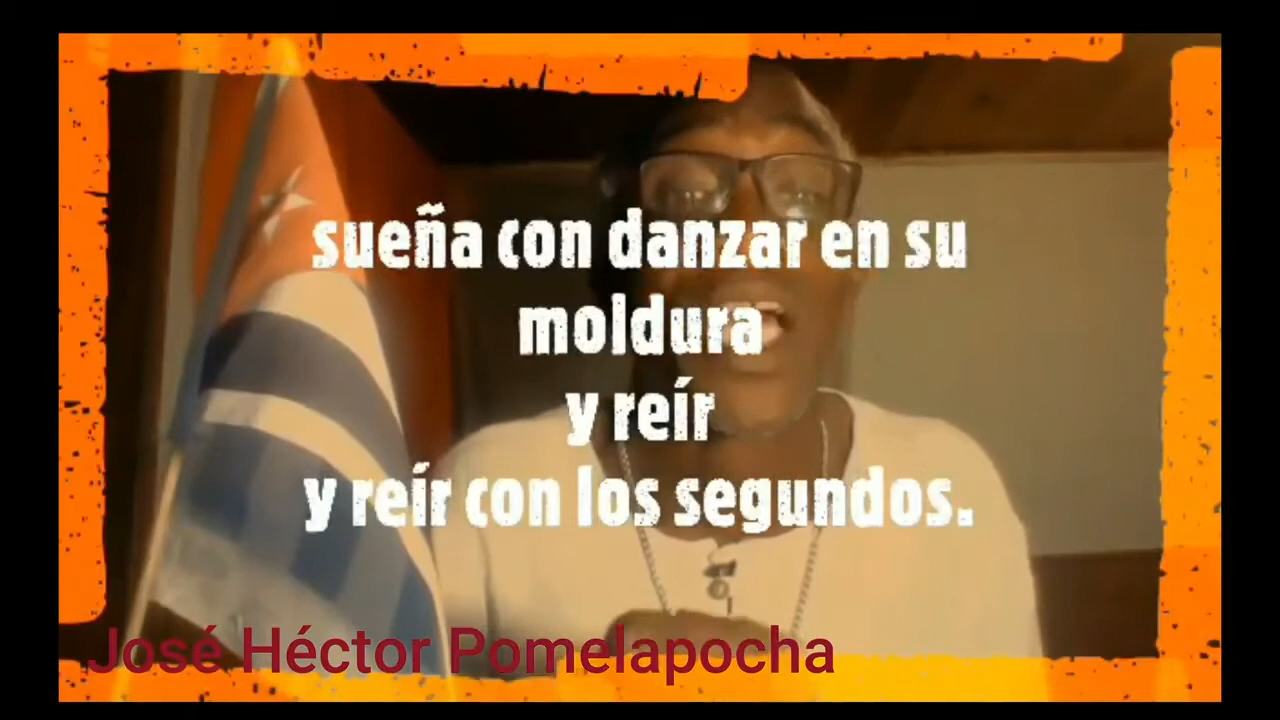 sueña con danzar en su
moldura
y reír
y reír con los segundos.
José Héctor Pomelapocha